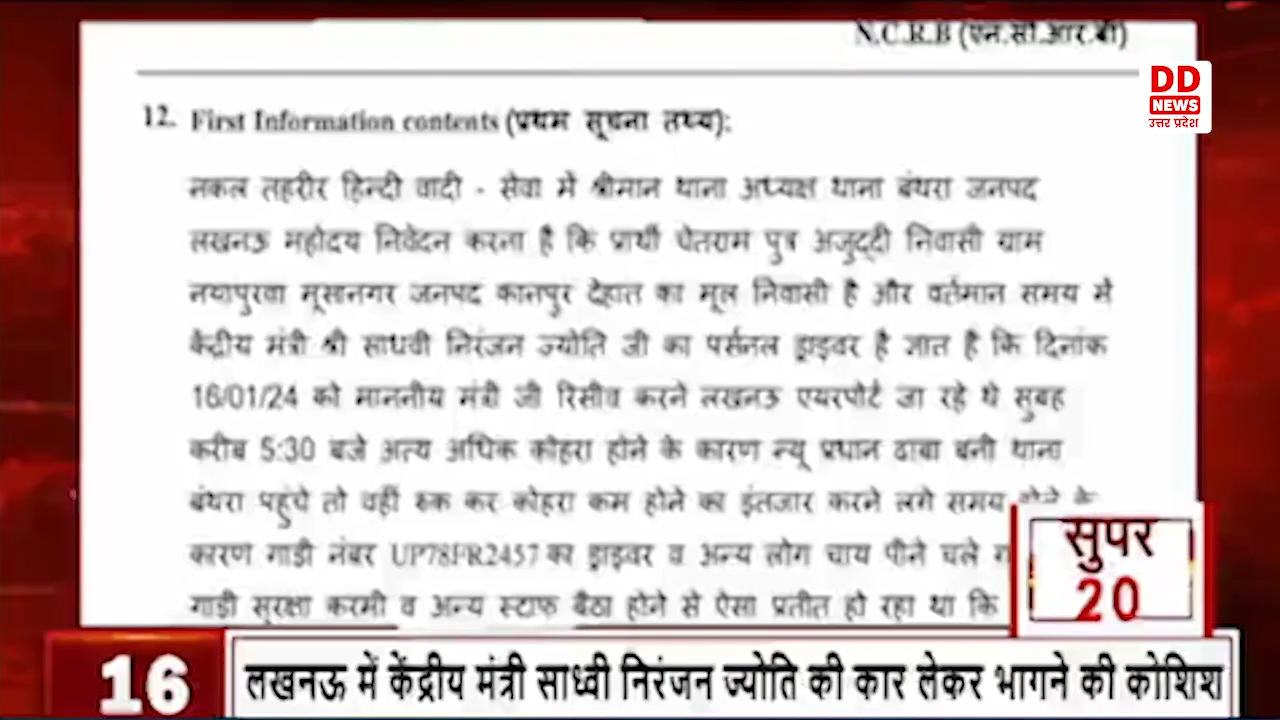 N.C.R.B (एन.सी.आर.बी)
DD
NEWS
उत्तर प्रदेश
12. First Information contents (प्रथम सूचना तथ्य):
नकल तहरीर हिन्दी वादी - सेवा में श्रीमान थाना अध्यक्ष थाना बंथरा जनपद
लखनऊ महोदय निवेदन करना है कि प्रार्थी चेतराम पुत्र अजुद्दी निवासी ग्राम
नयापुरवा मूसानगर जनपद कानपुर देहात का मूल निवासी है और वर्तमान समय में
केंद्रीय मंत्री श्री साधवी निरंजन ज्योति जी का पर्सनल ड्राइवर है ज्ञात है कि दिनांक
16/01/24 को माननीय मंत्री जी रिसीव करने लखनऊ एयरपोर्ट जा रहे थे सुबह
करीब 5:30 बजे अत्य अधिक कोहरा होने के कारण न्यू प्रधान ढाबा बनी थाना
बंथरा पहुंचे तो वहीं रुक कर कोहरा कम होने का इंतजार करने लगे समय होने के
कारण गाडी नंबर UP78FR2457 का ड्राइवर व अन्य लोग चाय पीने चले
गाडी सुरक्षा करमी व अन्य स्टाफ बैठा होने से ऐसा प्रतीत हो रहा था कि
सुपर
20
16
लखनऊ में केंद्रीय मंत्री साध्वी निरंजन ज्योति की कार लेकर भागने की कोशिश